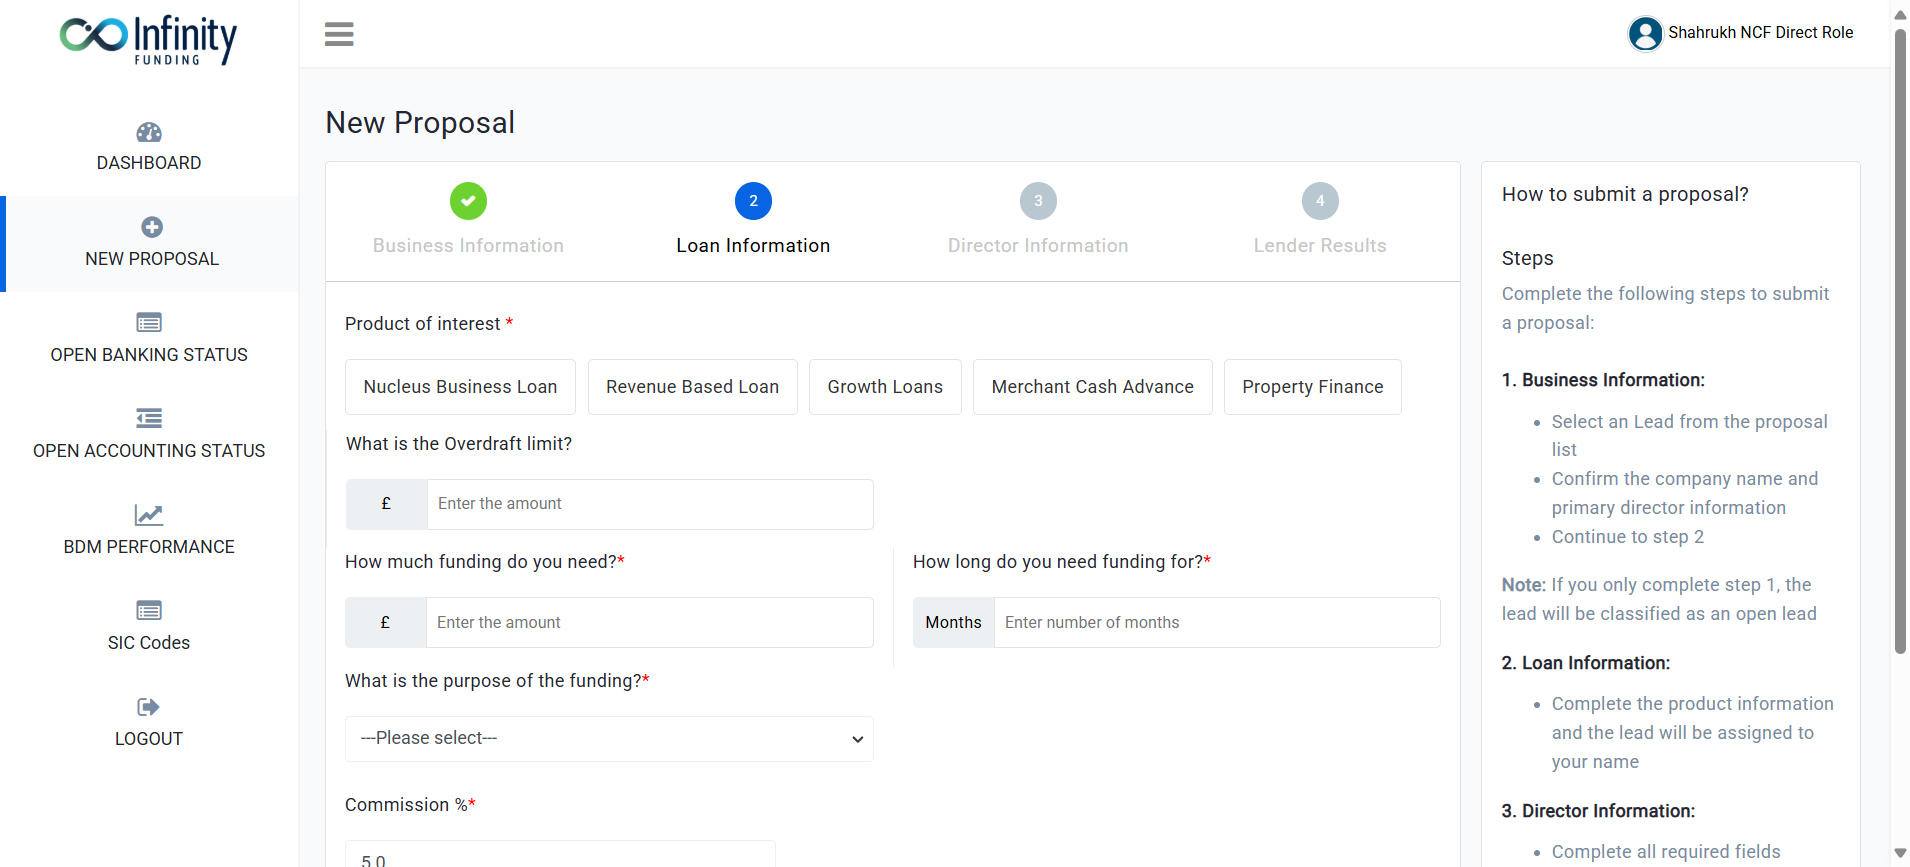 Infinity
FUNDING
Shahrukh NCF Direct Role
DASHBOARD
NEW PROPOSAL
OPEN BANKING STATUS
OPEN ACCOUNTING STATUS
BDM PERFORMANCE
SIC Codes
LOGOUT
New Proposal
2
3
4
Business Information
Loan Information
Director Information
Lender Results
Product of interest *
Nucleus Business Loan
Revenue Based Loan
Growth Loans
Merchant Cash Advance
Property Finance
What is the Overdraft limit?
£
Enter the amount
How much funding do you need?*
£
Enter the amount
How long do you need funding for?*
Months
Enter number of months
What is the purpose of the funding?*
---Please select---
Commission %*
5.0
How to submit a proposal?
Steps
Complete the following steps to submit
a proposal:
1. Business Information:
• Select an Lead from the proposal
list
• Confirm the company name and
primary director information
• Continue to step 2
Note: If you only complete step 1, the
lead will be classified as an open lead
2. Loan Information:
• Complete the product information
and the lead will be assigned to
your name
3. Director Information:
• Complete all required fields